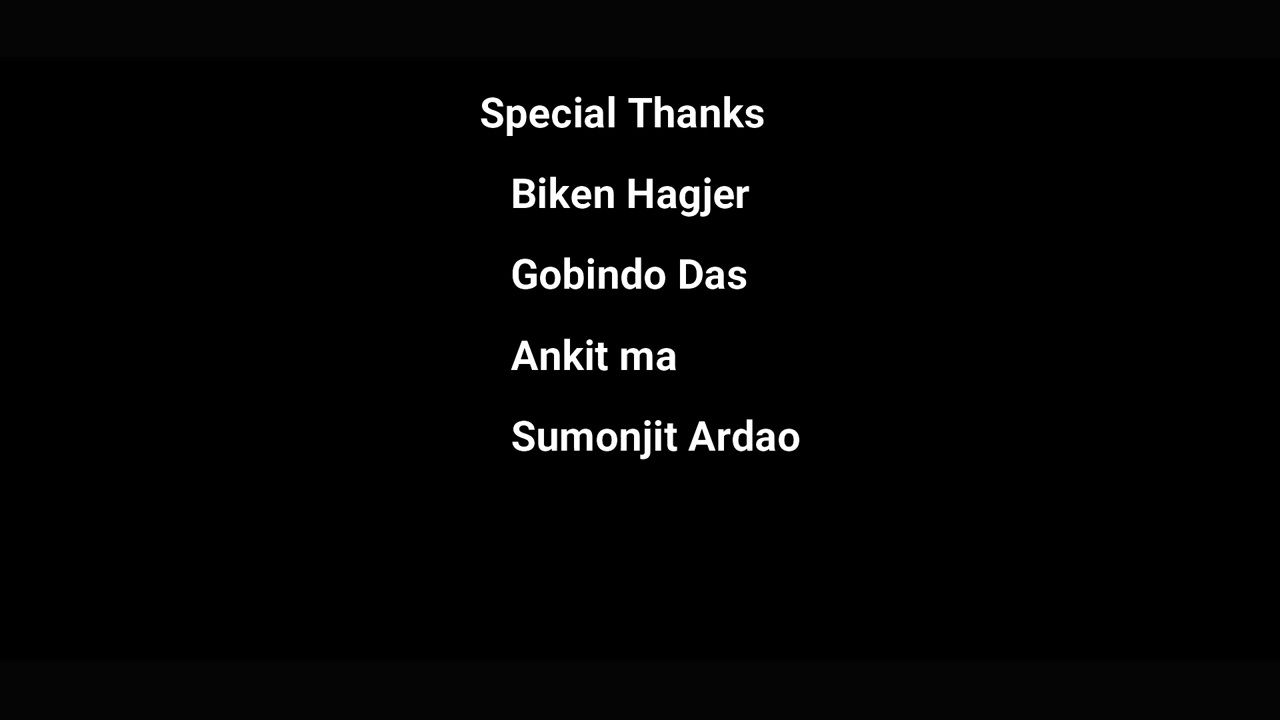 Special Thanks
Biken Hagjer
Gobindo Das
Ankit ma
Sumonjit Ardao